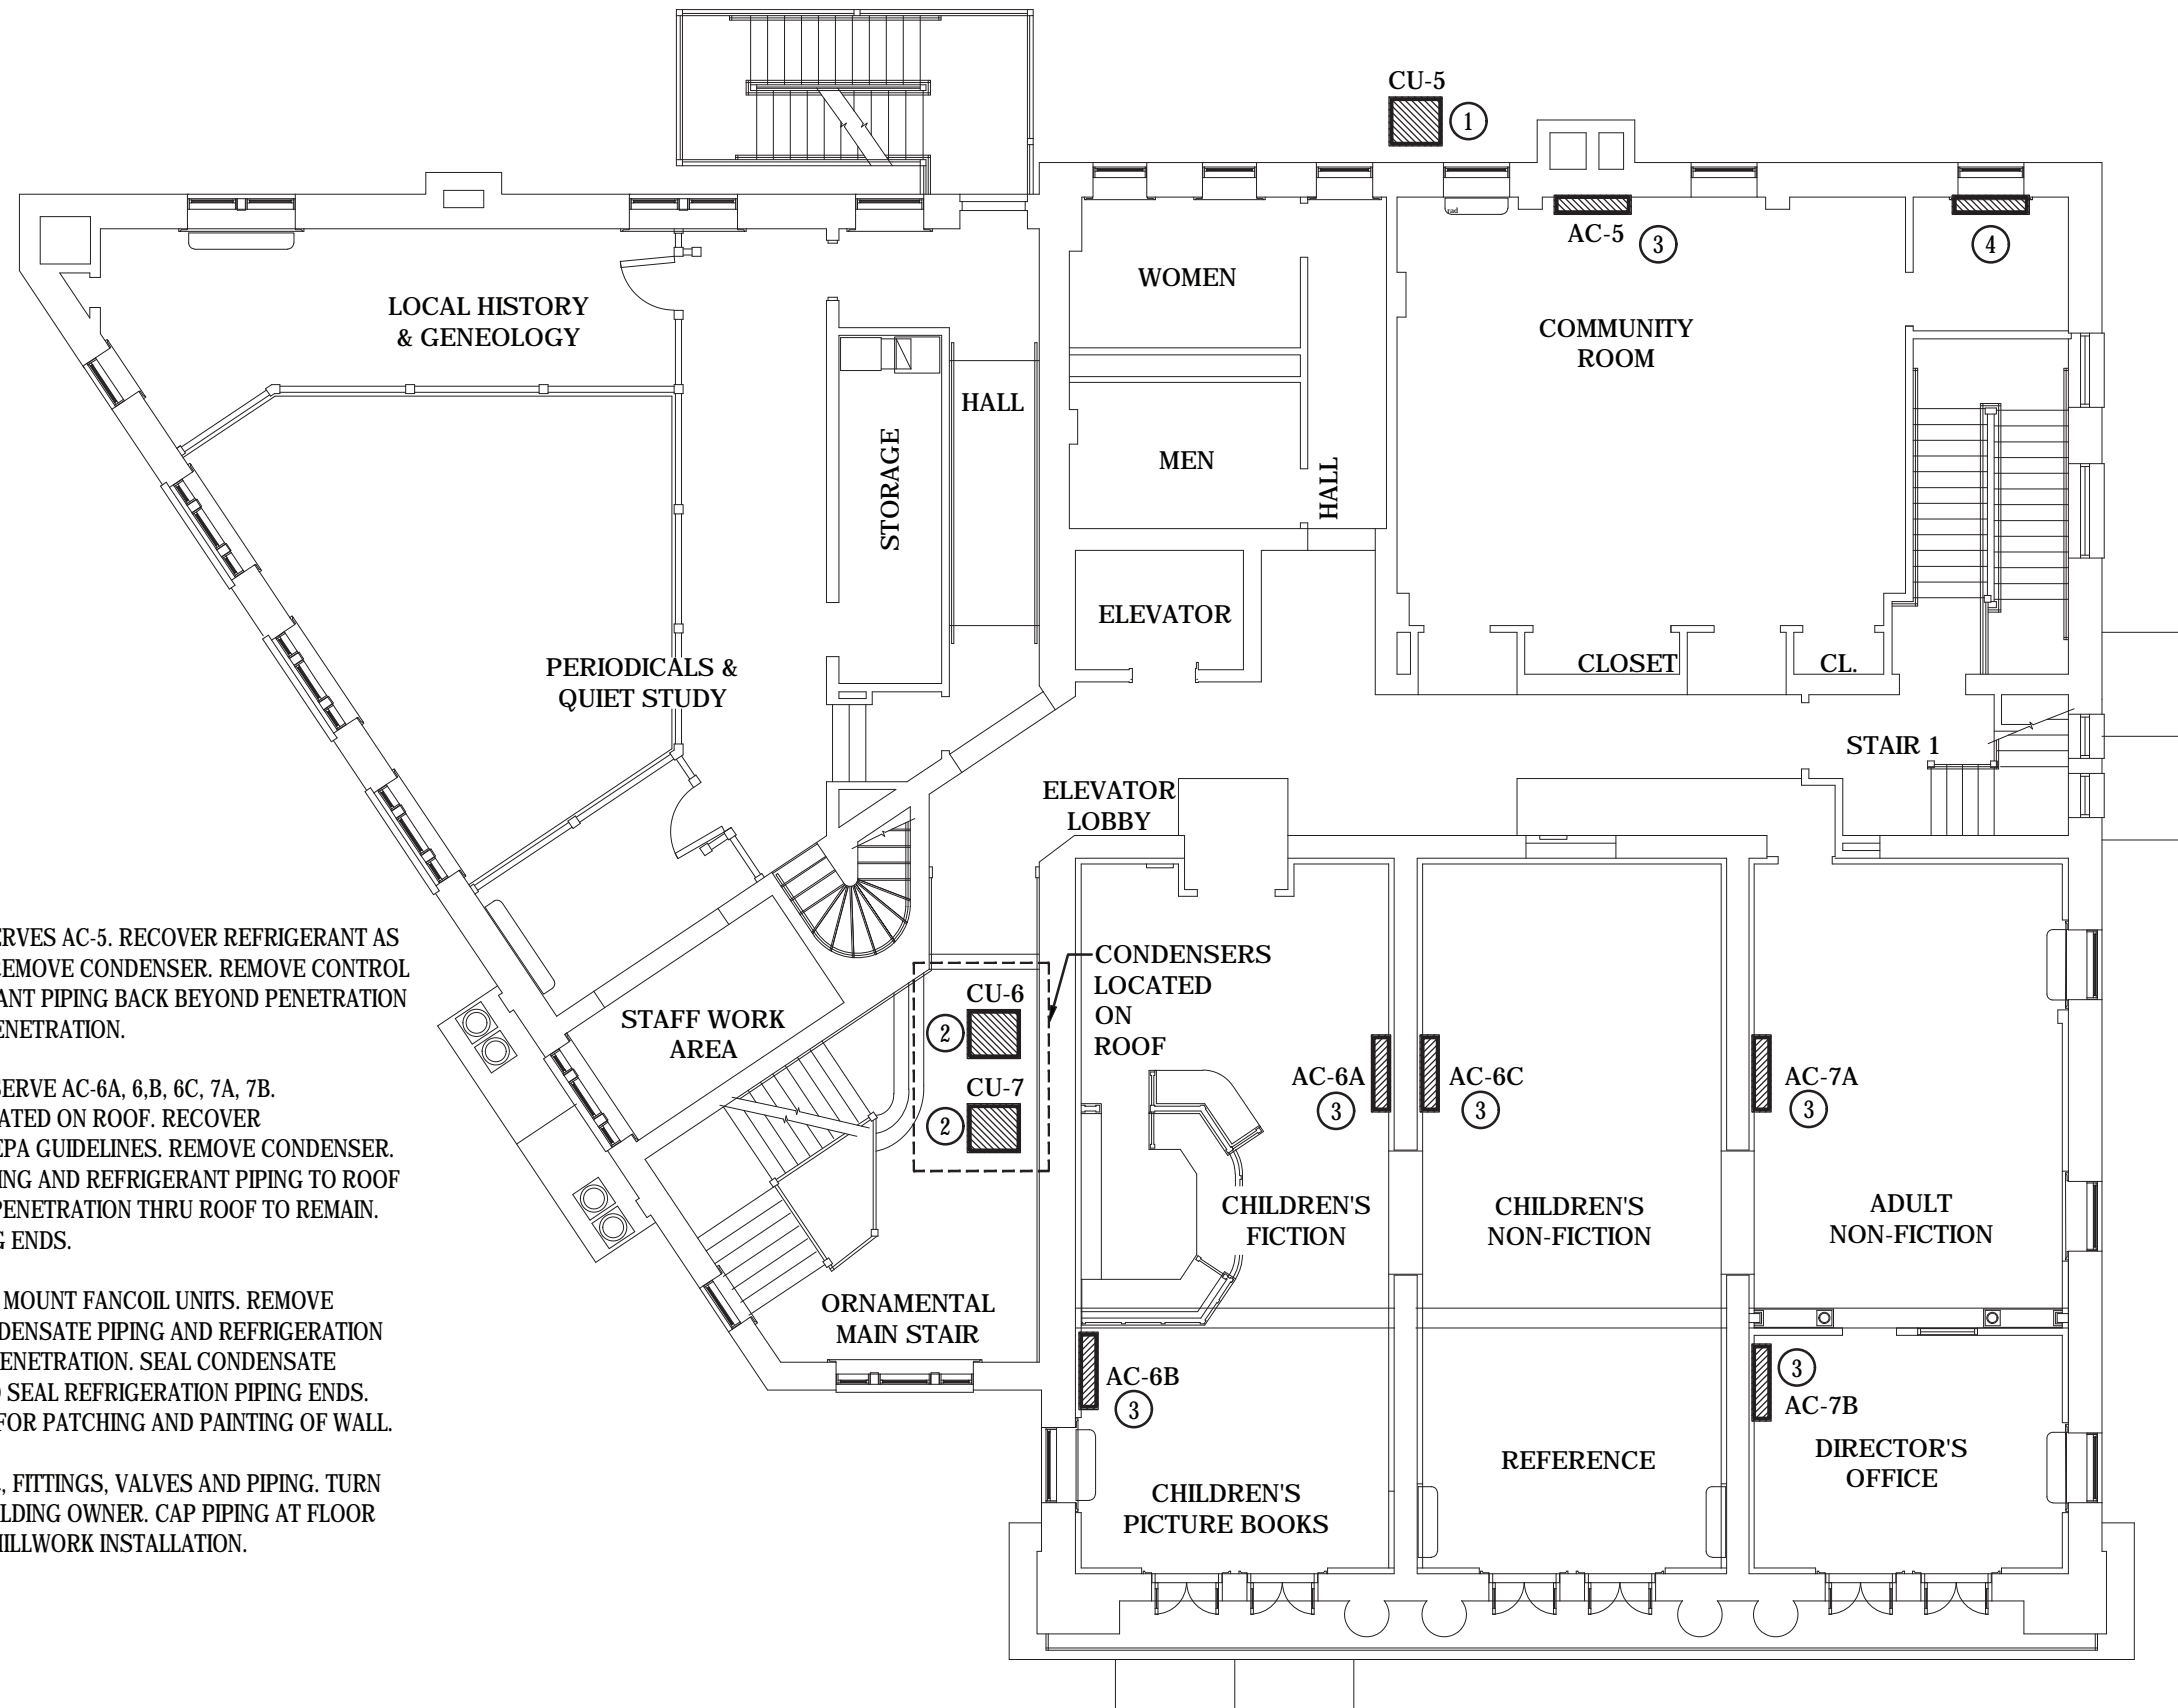 CU-5
1
rad
AC-5
3
4
WOMEN
LOCAL HISTORY
& GENEOLOGY
COMMUNITY
ROOM
HALL
STORAGE
MEN
HALL
ELEVATOR
PERIODICALS &
QUIET STUDY
CLOSET
CL.
STAIR 1
ELEVATOR
LOBBY
ERVES AC-5. RECOVER REFRIGERANT AS
REMOVE CONDENSER. REMOVE CONTROL
ANT PIPING BACK BEYOND PENETRATION
ENETRATION.
SERVE AC-6A, 6,B, 6C, 7A, 7B.
ATED ON ROOF. RECOVER
EPA GUIDELINES. REMOVE CONDENSER.
ING AND REFRIGERANT PIPING TO ROOF
PENETRATION THRU ROOF TO REMAIN.
G ENDS.
MOUNT FANCOIL UNITS. REMOVE
DENSATE PIPING AND REFRIGERATION
ENETRATION. SEAL CONDENSATE
SEAL REFRIGERATION PIPING ENDS.
FOR PATCHING AND PAINTING OF WALL.
, FITTINGS, VALVES AND PIPING. TURN
ILDING OWNER. CAP PIPING AT FLOOR
MILLWORK INSTALLATION.
STAFF WORK
AREA
CU-6
2
CU-7
2
CONDENSERS
LOCATED
ON
ROOF
AC-6A
3
AC-6C
3
AC-7A
3
CHILDREN'S
FICTION
CHILDREN'S
NON-FICTION
ADULT
NON-FICTION
ORNAMENTAL
MAIN STAIR
AC-6B
3
3
AC-7B
CHILDREN'S
PICTURE BOOKS
REFERENCE
DIRECTOR'S
OFFICE